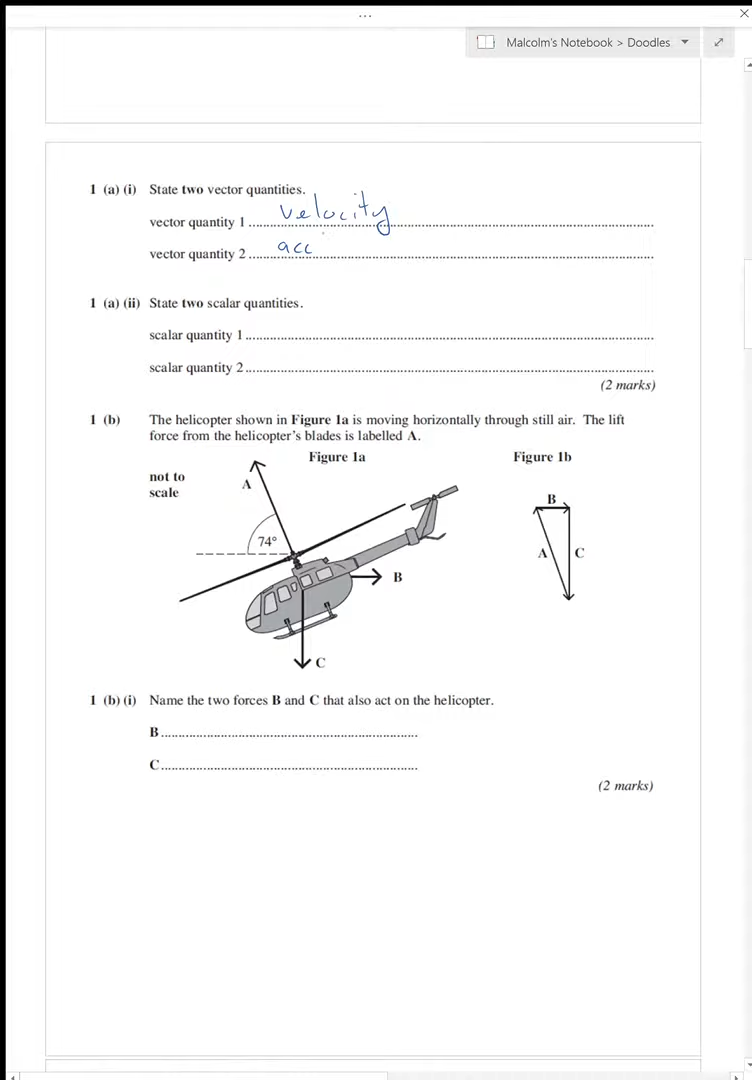 ...
Malcolm's Notebook > Doodles
1 (a) (i) State two vector quantities.
vector quantity 1 velocity
vector quantity 2 acc
1 (a) (ii) State two scalar quantities.
scalar quantity 1
scalar quantity 2
(2 marks)
1 (b) The helicopter shown in Figure 1a is moving horizontally through still air. The lift
force from the helicopter's blades is labelled A.
Figure 1a Figure 1b
not to
scale
A
74°
B
C
B
A
C
1 (b) (i) Name the two forces B and C that also act on the helicopter.
B
C
(2 marks)